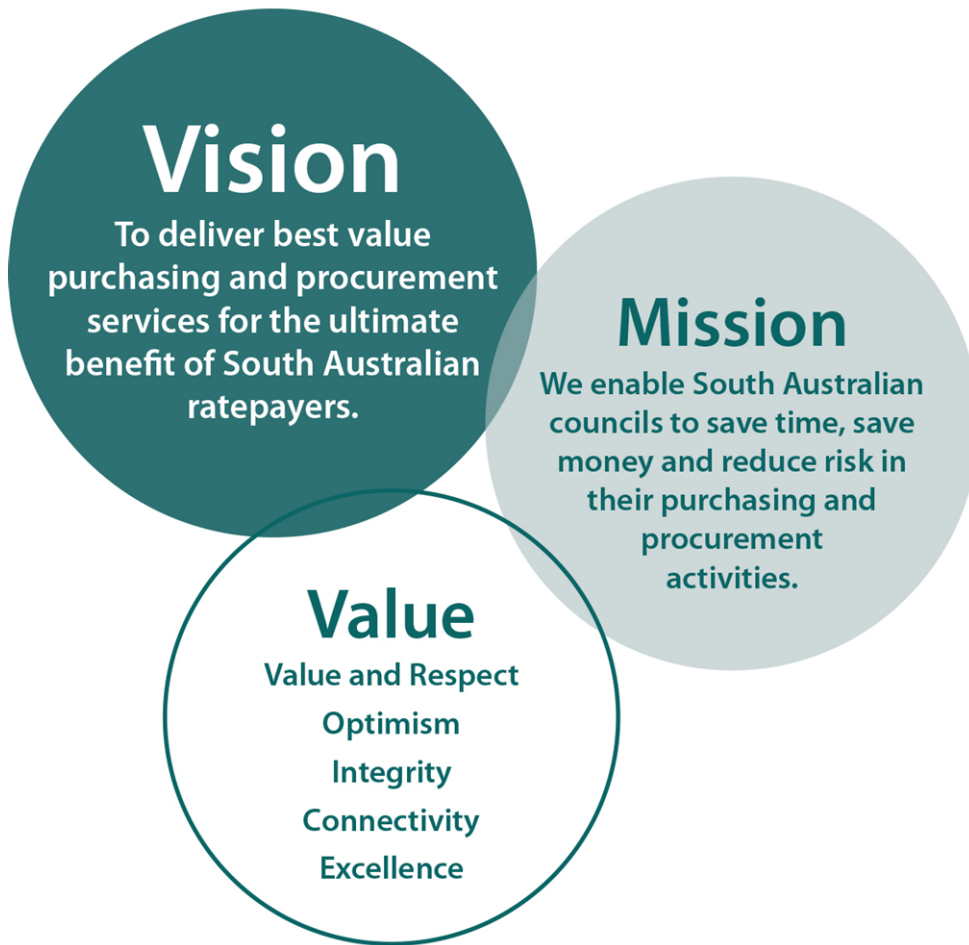 Vision
To deliver best value
purchasing and procurement
services for the ultimate
benefit of South Australian
ratepayers.
Mission
We enable South Australian
councils to save time, save
money and reduce risk in
their purchasing and
procurement
activities.
Value
Value and Respect
Optimism
Integrity
Connectivity
Excellence